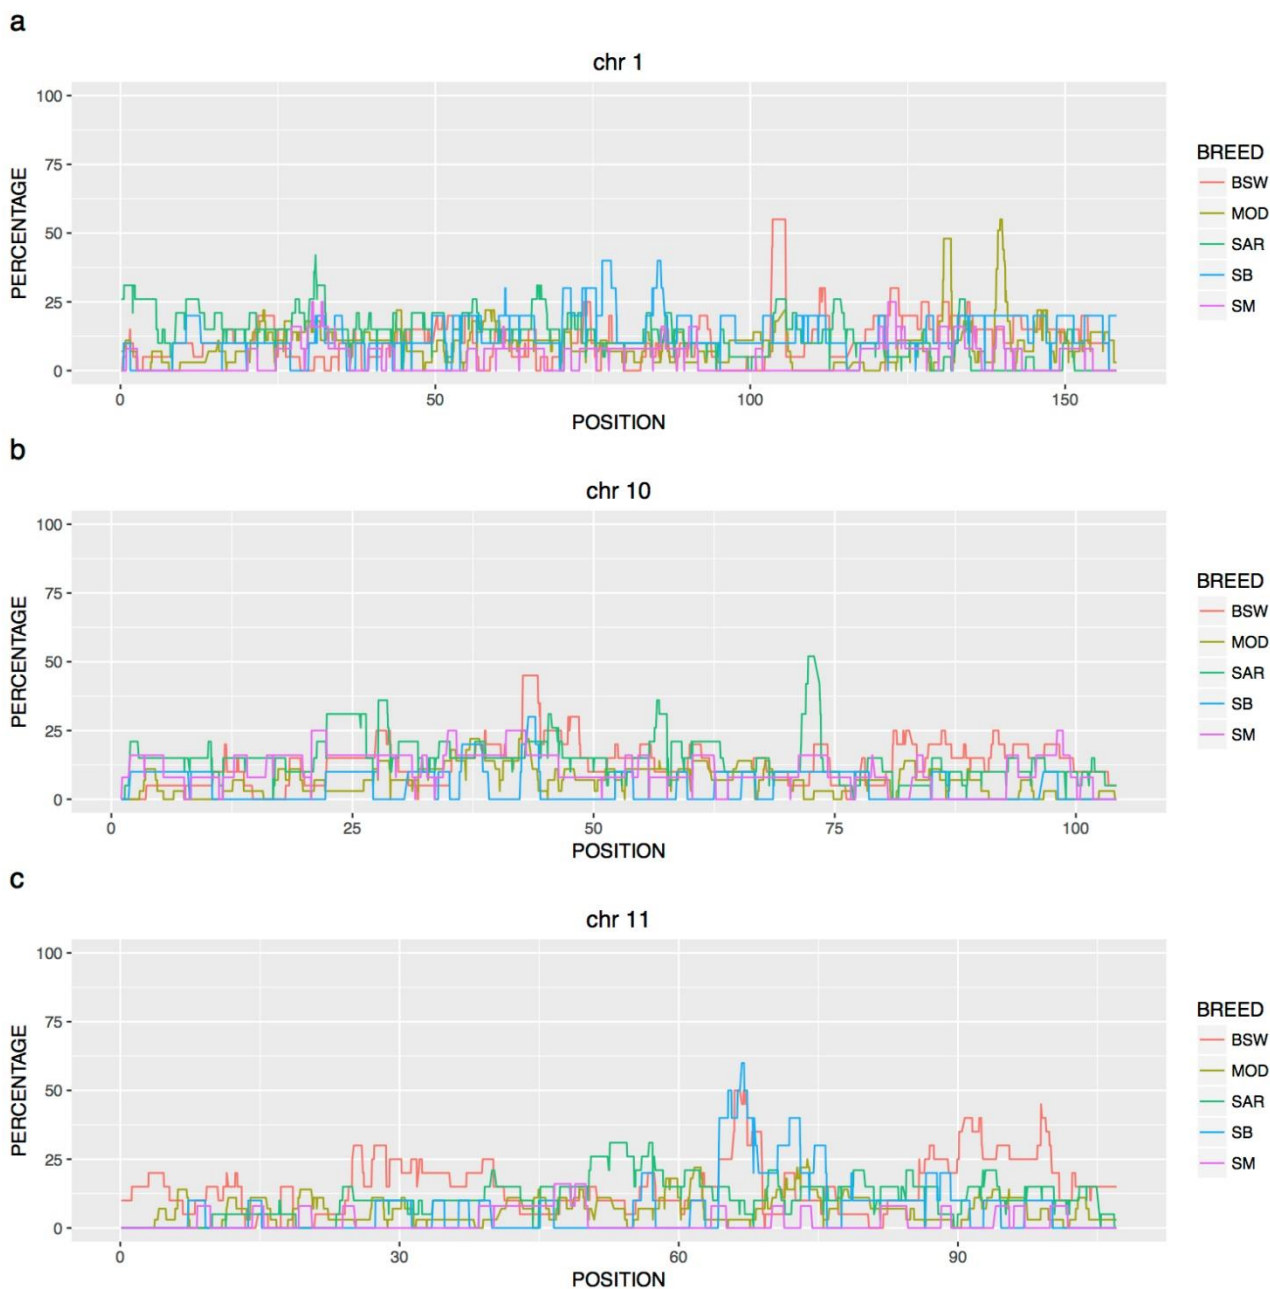 a
chr 1
100
75
50
25
0
PERCENTAGE
0 50 100 150
POSITION
BREED
BSW
MOD
SAR
SB
SM
b
chr 10
100
75
50
25
0
PERCENTAGE
0 25 50 75 100
POSITION
BREED
BSW
MOD
SAR
SB
SM
c
chr 11
100
75
50
25
0
PERCENTAGE
0 30 60 90
POSITION
BREED
BSW
MOD
SAR
SB
SM